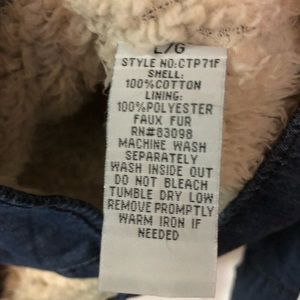 L/G
STYLE NO:CTP71F
SHELL:
100%COTTON
LINING:
100%POLYESTER
FAUX FUR
RN#83098
MACHINE WASH
SEPARATELY
WASH INSIDE OUT
DO NOT BLEACH
TUMBLE DRY LOW
REMOVE PROMPTLY
WARM IRON IF
NEEDED